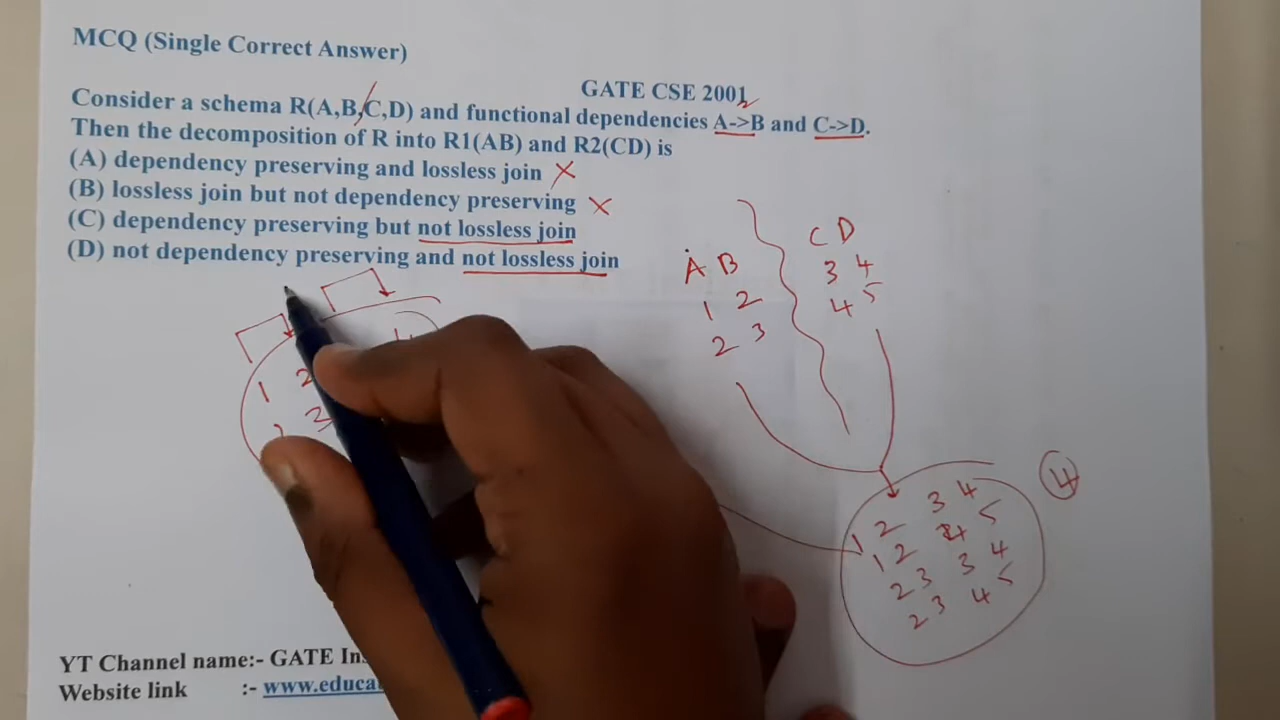 MCQ (Single Correct Answer)
GATE CSE 2001
2
Consider a schema R(A,B,C,D) and functional dependencies A->B and C->D.
Then the decomposition of R into R1(AB) and R2(CD) is
(A) dependency preserving and lossless join ×
(B) lossless join but not dependency preserving ×
(C) dependency preserving but not lossless join
(D) not dependency preserving and not lossless join
A B
1 2
2 3
C D
3 4
4 5
1 2
3
1 2 3 4
1 2 4 5
2 3 3 4
2 3 4 5
4
YT Channel name:- GATE
Website link :- www.